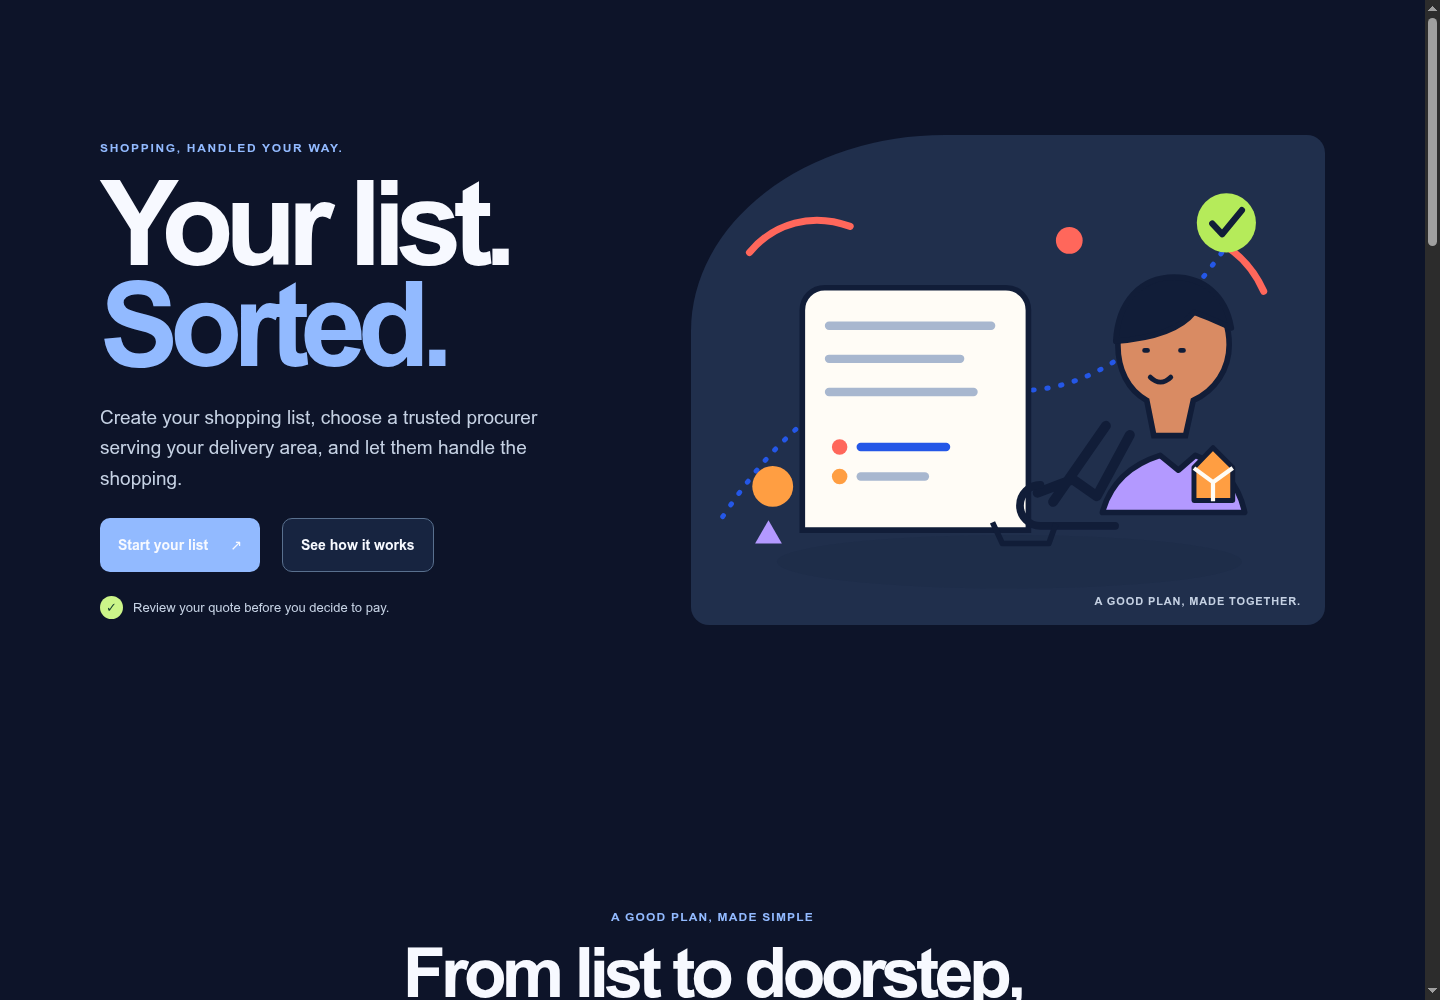 SHOPPING, HANDLED YOUR WAY.
Your list.
Sorted.
Create your shopping list, choose a trusted procurer
serving your delivery area, and let them handle the
shopping.
Start your list ↗
See how it works
✓ Review your quote before you decide to pay.
A GOOD PLAN, MADE TOGETHER.
A GOOD PLAN, MADE SIMPLE
From list to doorstep,